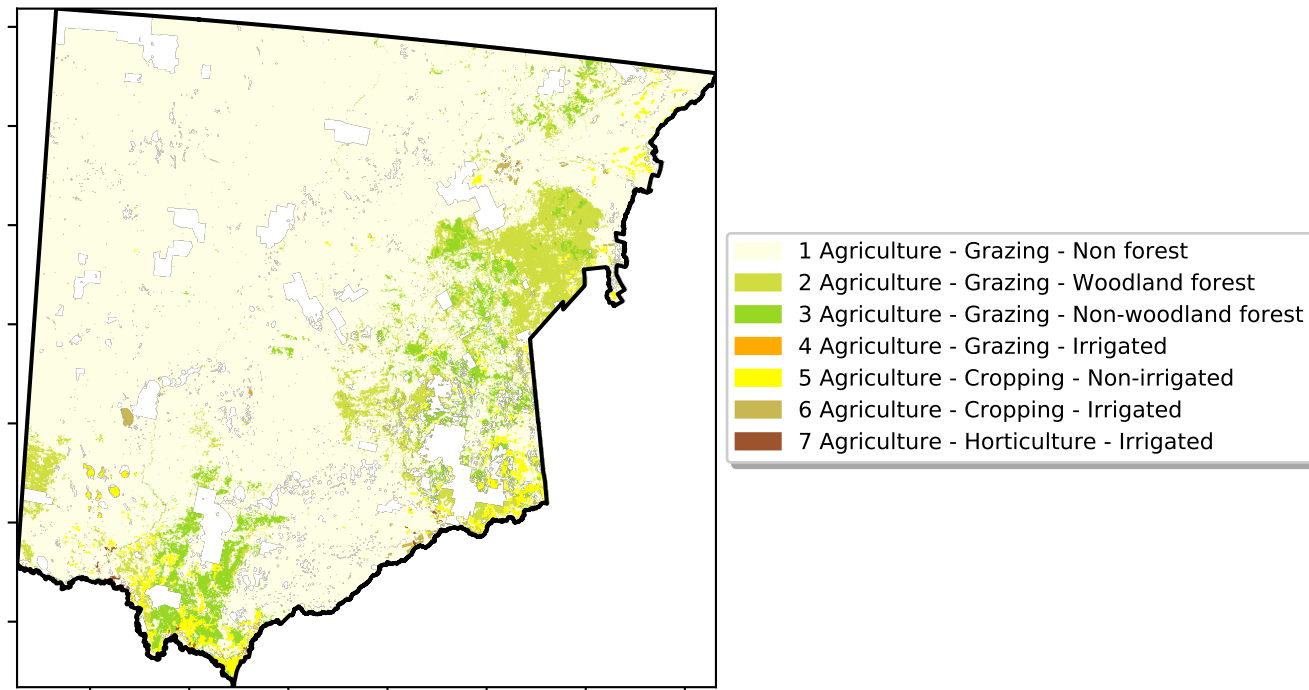 1 Agriculture - Grazing - Non forest
2 Agriculture - Grazing - Woodland forest
3 Agriculture - Grazing - Non-woodland forest
4 Agriculture - Grazing - Irrigated
5 Agriculture - Cropping - Non-irrigated
6 Agriculture - Cropping - Irrigated
7 Agriculture - Horticulture - Irrigated